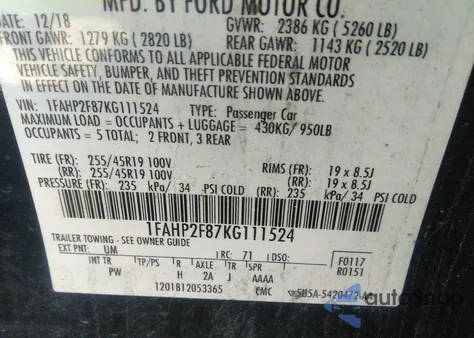 MFD. BY FORD MOTOR CO.
DATE: 12/18 GVWR: 2386 KG ( 5260 LB)
FRONT GAWR: 1279 KG ( 2820 LB) REAR GAWR: 1143 KG ( 2520 LB)
THIS VEHICLE CONFORMS TO ALL APPLICABLE FEDERAL MOTOR
VEHICLE SAFETY, BUMPER, AND THEFT PREVENTION STANDARDS
IN EFFECT ON THE DATE OF MANUFACTURE SHOWN ABOVE.
VIN: 1FAHP2F87KG111524 TYPE: Passenger Car
MAXIMUM LOAD = OCCUPANTS + LUGGAGE = 430KG/ 950LB
OCCUPANTS = 5 TOTAL; 2 FRONT, 3 REAR
TIRE (FR): 255/45R19 100V RIMS (FR): 19 x 8.5J
(RR): 255/45R19 100V (RR): 19 x 8.5J
PRESSURE (FR): 235 kPa/ 34 PSI COLD (RR): 235 kPa/ 34 PSI COLD
1FAHP2F87KG111524
TRAILER TOWING - SEE OWNER GUIDE
EXT PNT: UM RC: 71 DSO: F0117
R0151
INT TR TP/PS R AXLE TR SPR
PW H 2A J AAAA
1201812053365 CMC 5U5A-5420472-A
autosnap